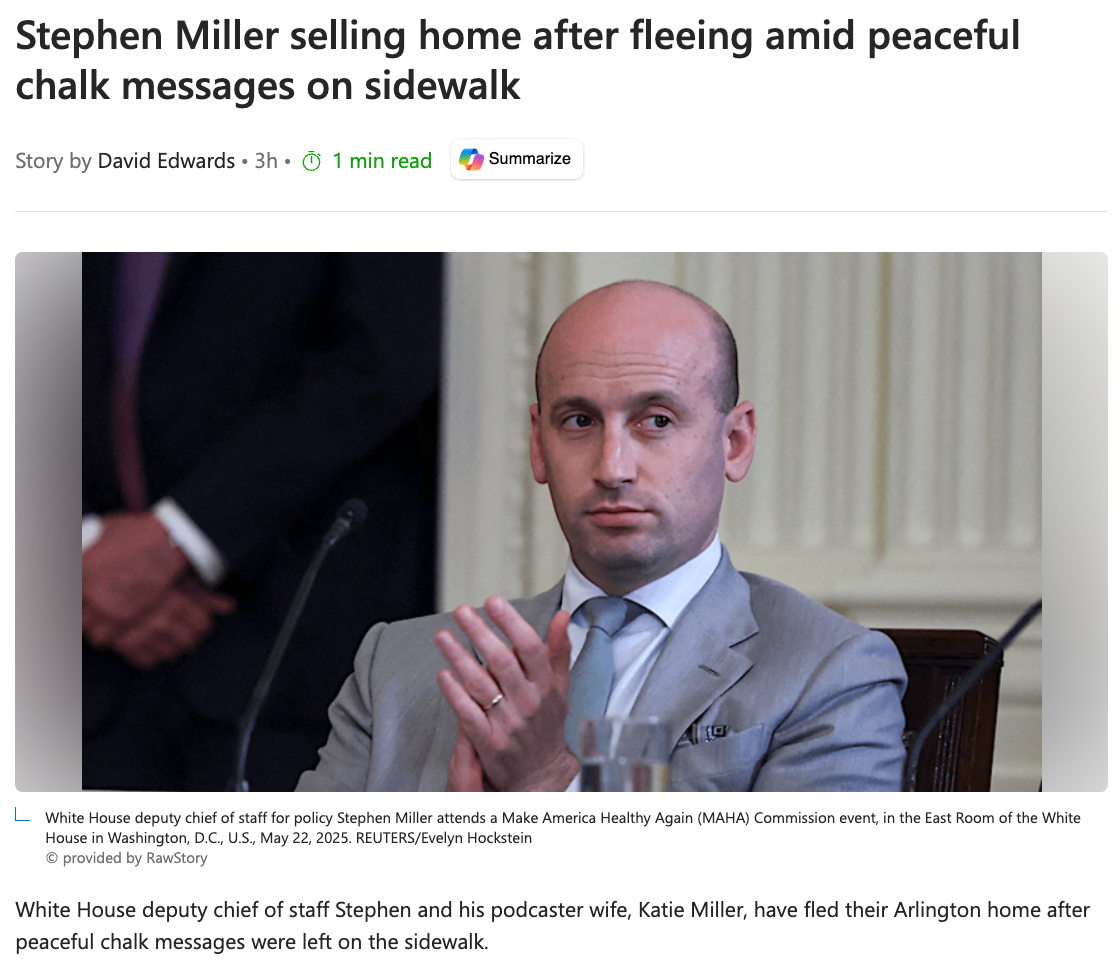 Stephen Miller selling home after fleeing amid peaceful
chalk messages on sidewalk
Story by David Edwards • 3h • 1 min read Summarize
White House deputy chief of staff for policy Stephen Miller attends a Make America Healthy Again (MAHA) Commission event, in the East Room of the White
House in Washington, D.C., U.S., May 22, 2025. REUTERS/Evelyn Hockstein
© provided by RawStory
White House deputy chief of staff Stephen and his podcaster wife, Katie Miller, have fled their Arlington home after
peaceful chalk messages were left on the sidewalk.